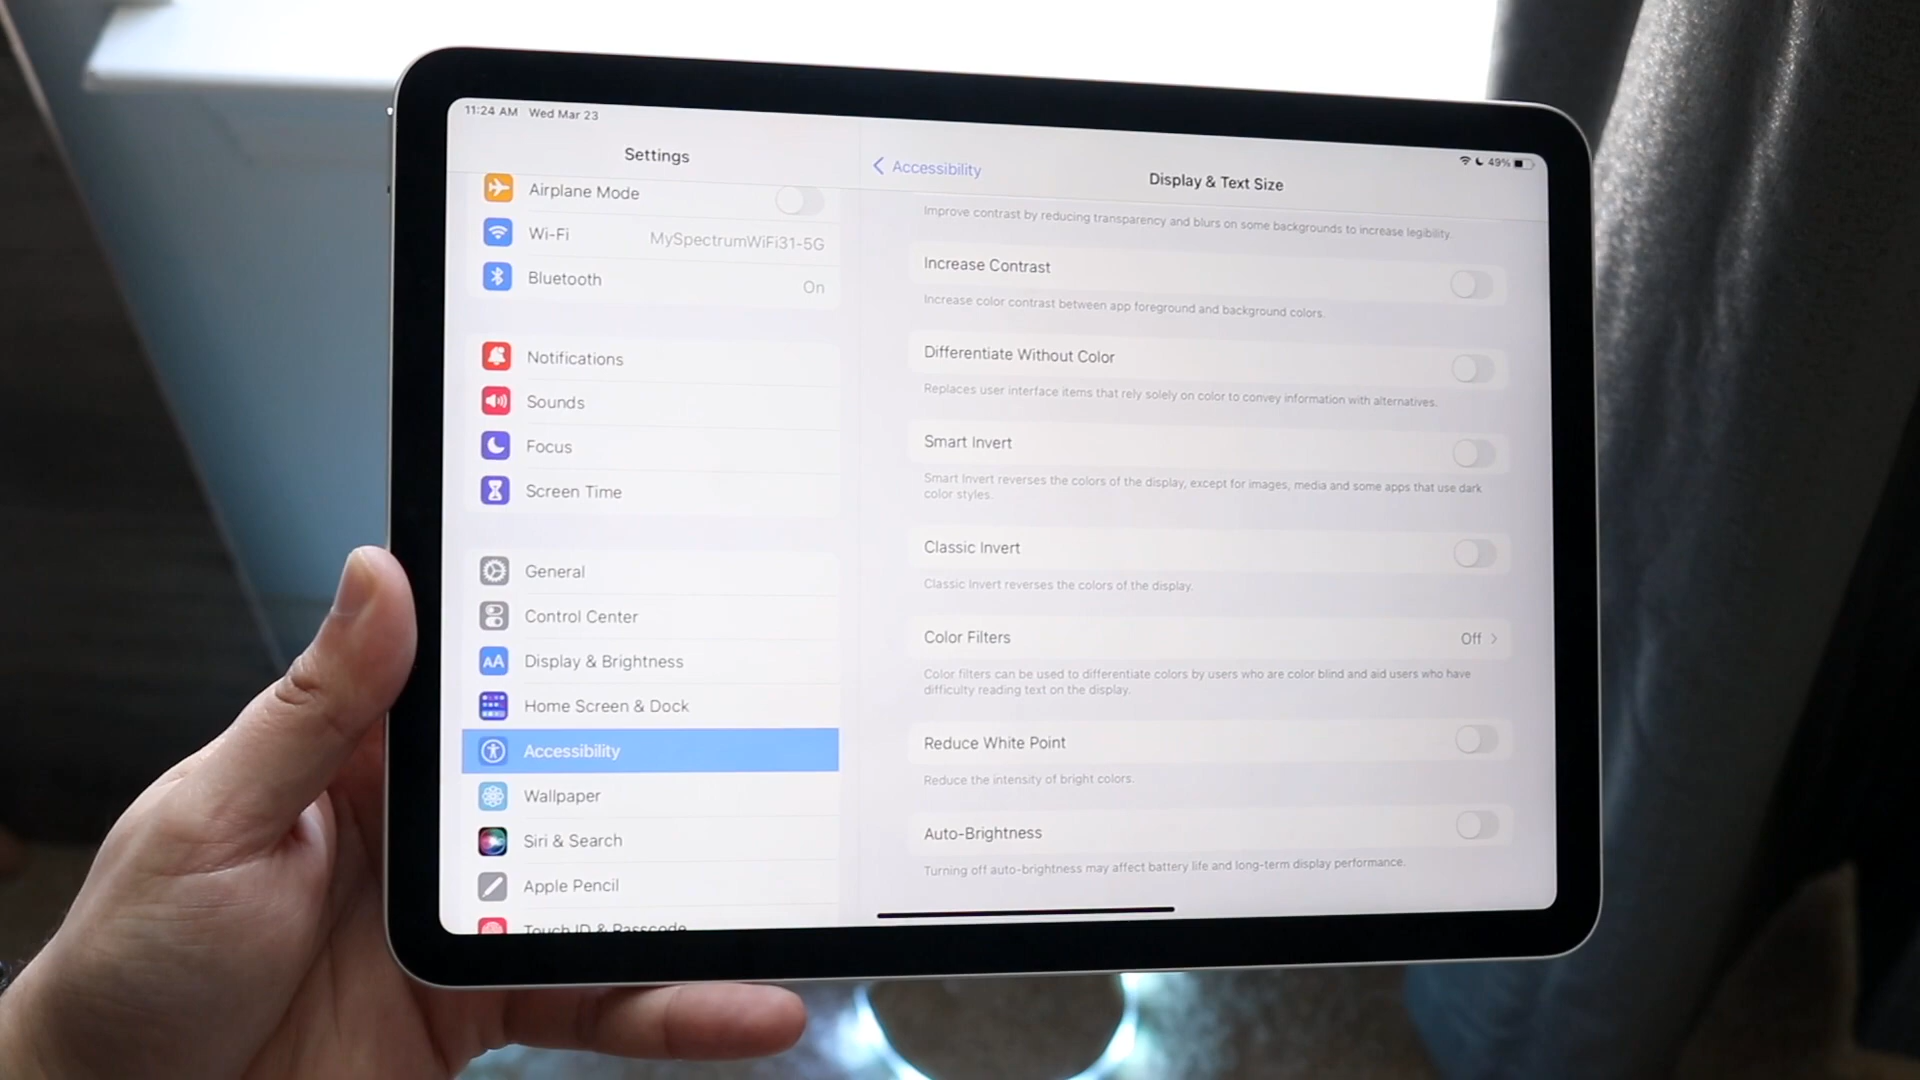 11:24 AM Wed Mar 23
49%
Settings
Airplane Mode
Wi-Fi MySpectrumWiFi31-5G
Bluetooth On
Notifications
Sounds
Focus
Screen Time
General
Control Center
AA Display & Brightness
Home Screen & Dock
Accessibility
Wallpaper
Siri & Search
Apple Pencil
Touch ID & Passcode
Accessibility
Display & Text Size
Improve contrast by reducing transparency and blurs on some backgrounds to increase legibility.
Increase Contrast
Increase color contrast between app foreground and background colors.
Differentiate Without Color
Replaces user interface items that rely solely on color to convey information with alternatives.
Smart Invert
Smart Invert reverses the colors of the display, except for images, media and some apps that use dark
color styles.
Classic Invert
Classic Invert reverses the colors of the display.
Color Filters Off
Color filters can be used to differentiate colors by users who are color blind and aid users who have
difficulty reading text on the display.
Reduce White Point
Reduce the intensity of bright colors.
Auto-Brightness
Turning off auto-brightness may affect battery life and long-term display performance.